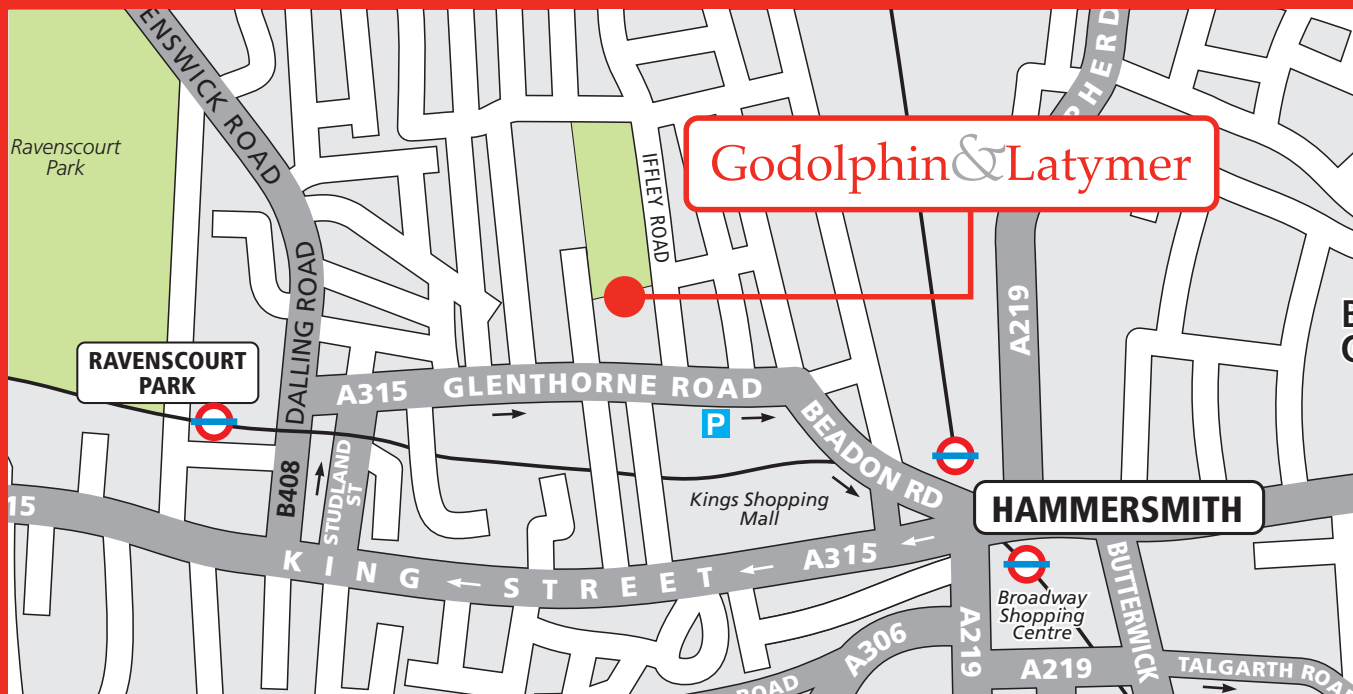 ENSWICK ROAD
PHERD
Ravenscourt
Park
IFFLEY ROAD
Godolphin&Latymer
DALLING ROAD
A219
RAVENSCOURT
PARK
A315 GLENTHORNE ROAD
P
BEADON RD
B408
STUDLAND
ST
15
Kings Shopping
Mall
HAMMERSMITH
KING STREET
A315
BUTTERWICK
Broadway
Shopping
Centre
A306
A219
A219
TALGARTH ROA
ROAD